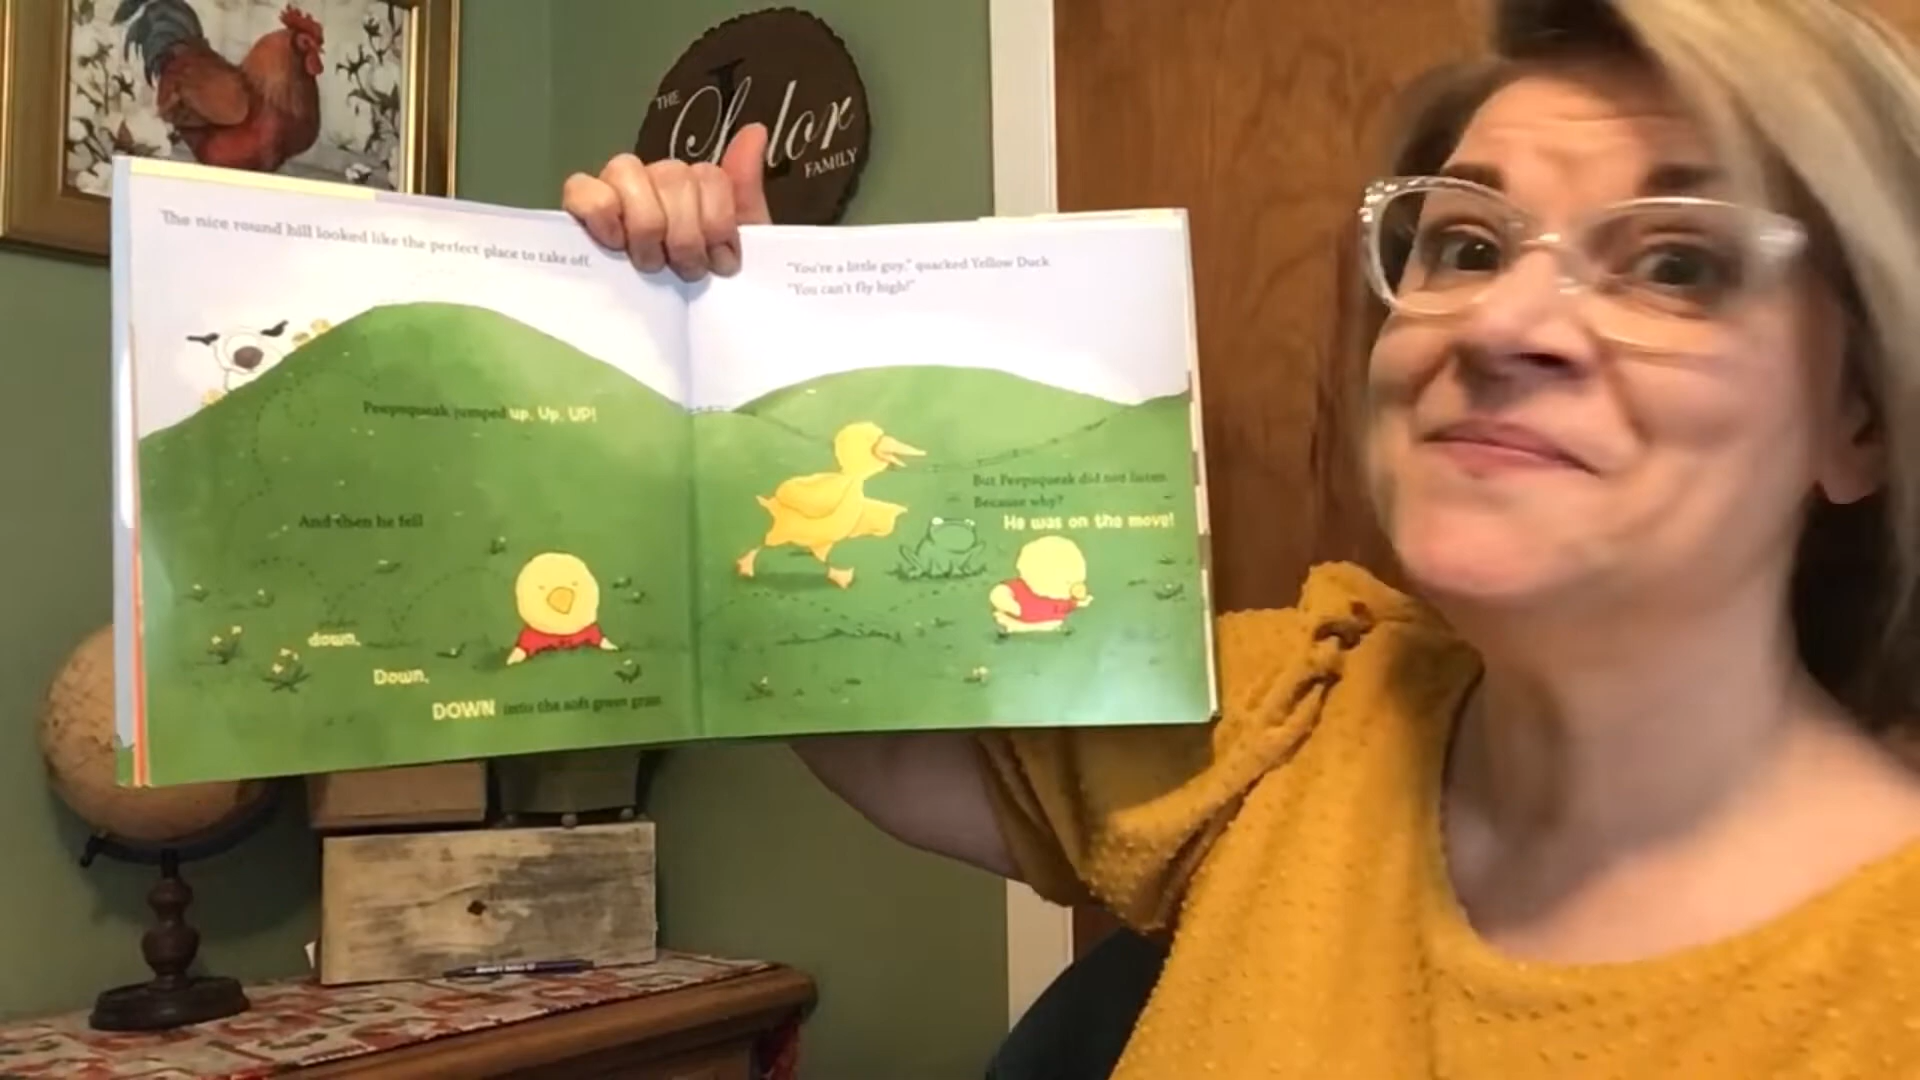 THE
FAMILY
The nice round hill looked like the perfect place to take off.
Peepsqueak jumped up, Up, UP!
And then he fell
down,
Down,
DOWN into the soft green grass.
"You're a little guy," quacked Yellow Duck.
"You can't fly high!"
But Peepsqueak did not listen.
Because why?
He was on the move!